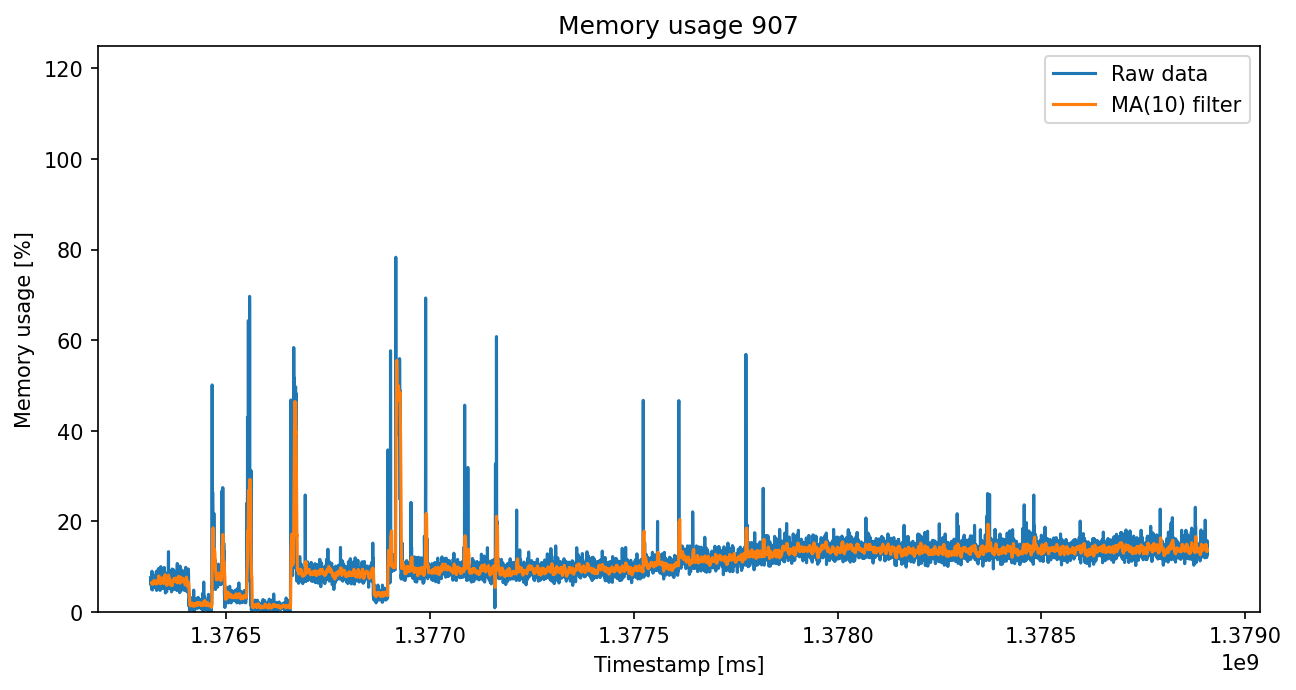 Memory usage 907
120
100
80
60
40
20
0
Memory usage [%]
Raw data
MA(10) filter
1.3765 1.3770 1.3775 1.3780 1.3785 1.3790
1e9
Timestamp [ms]